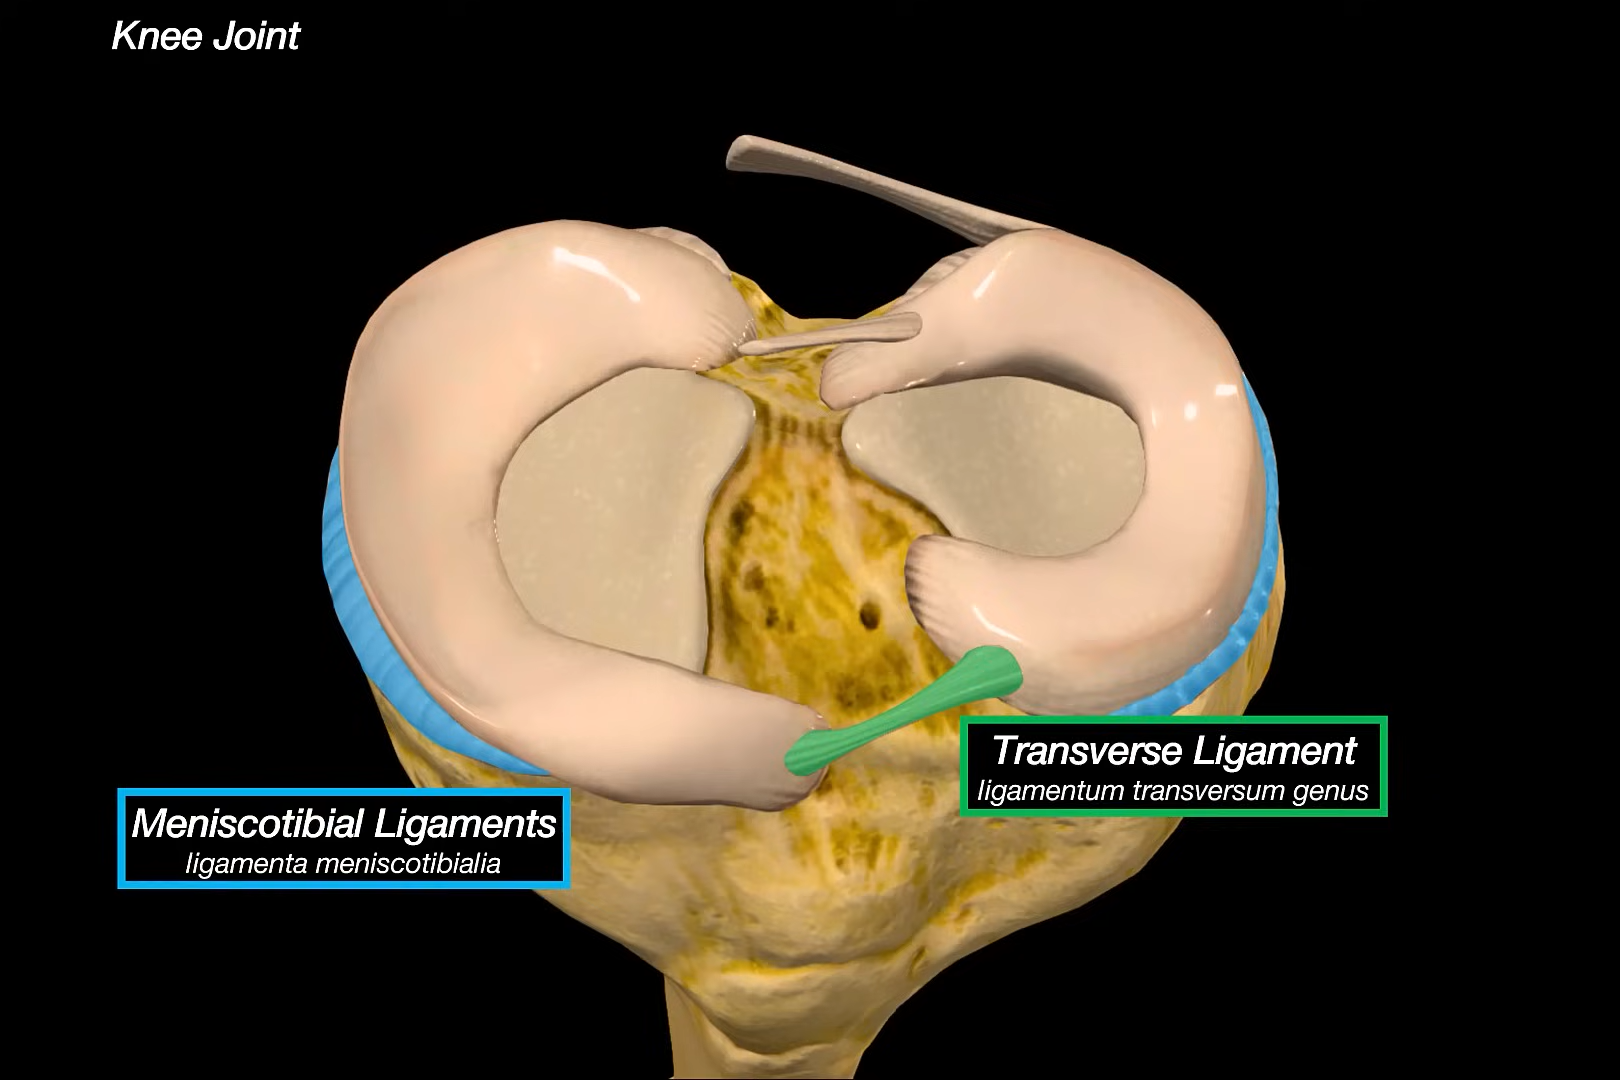 Knee Joint
Transverse Ligament
ligamentum transversum genus
Meniscotibial Ligaments
ligamenta meniscotibialia